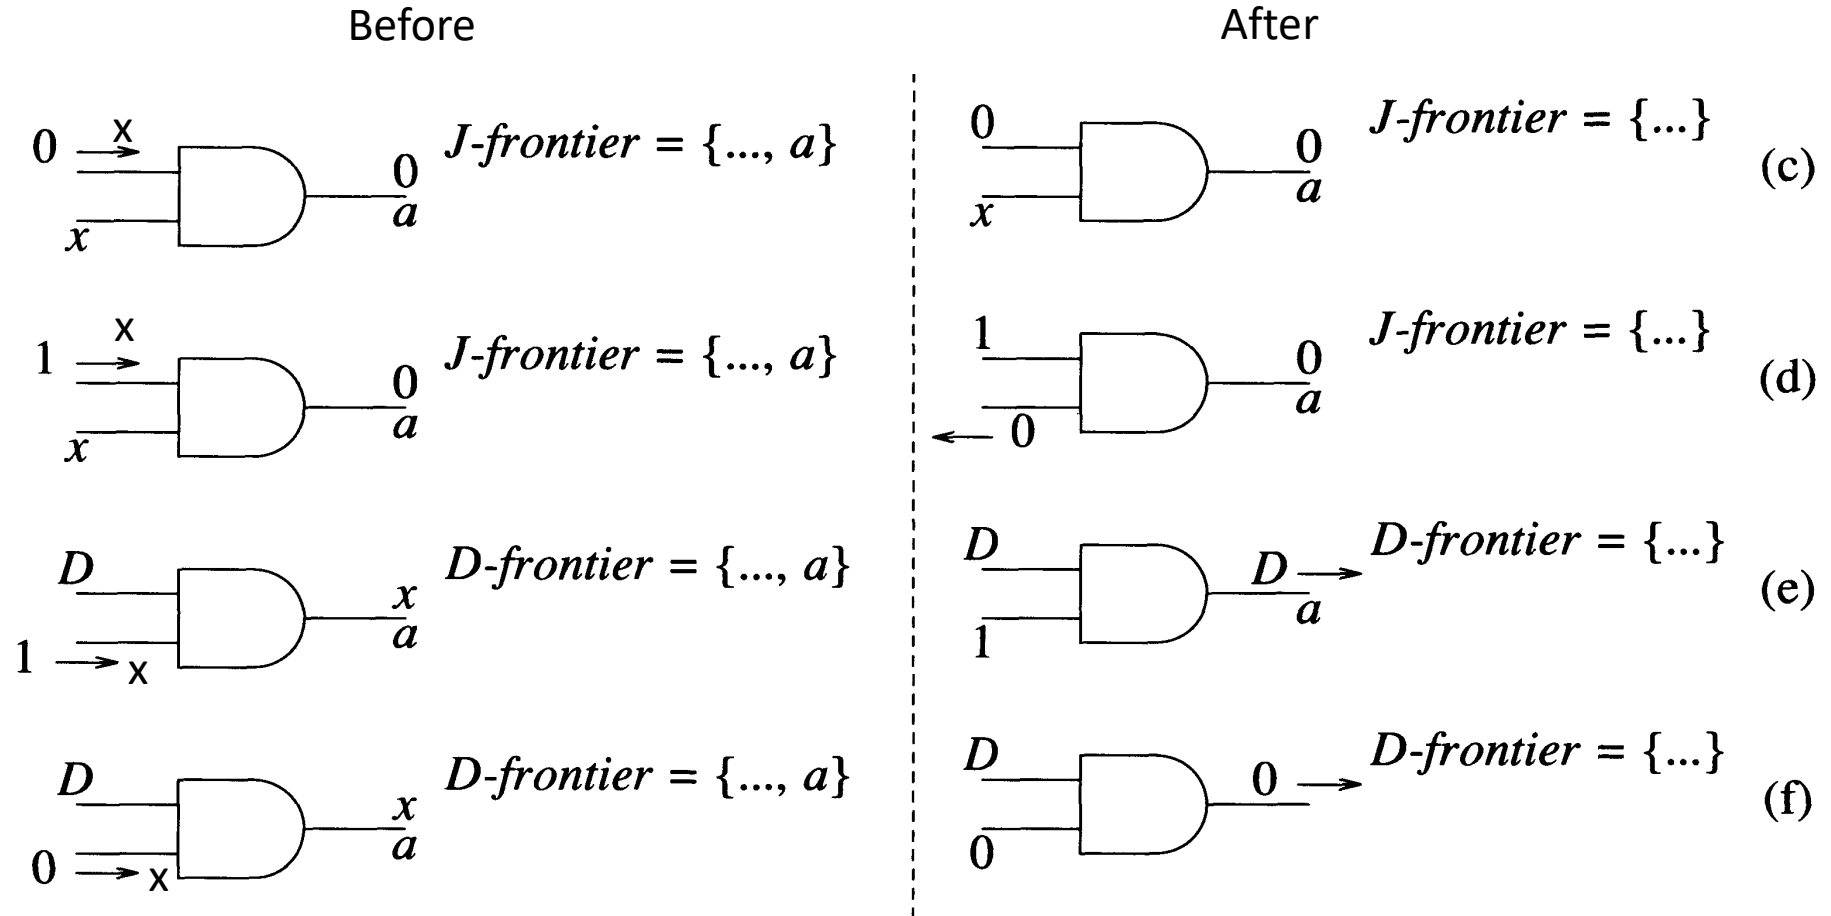 Before After
0 x J-frontier = {..., a} 0 a x
0 J-frontier = {...} 0 a x (c)
1 x J-frontier = {..., a} 0 a x
1 J-frontier = {...} 0 a 0 (d)
D D-frontier = {..., a} x a 1 x
D D-frontier = {...} D a 1 (e)
D D-frontier = {..., a} x a 0 x
D D-frontier = {...} 0 0 (f)